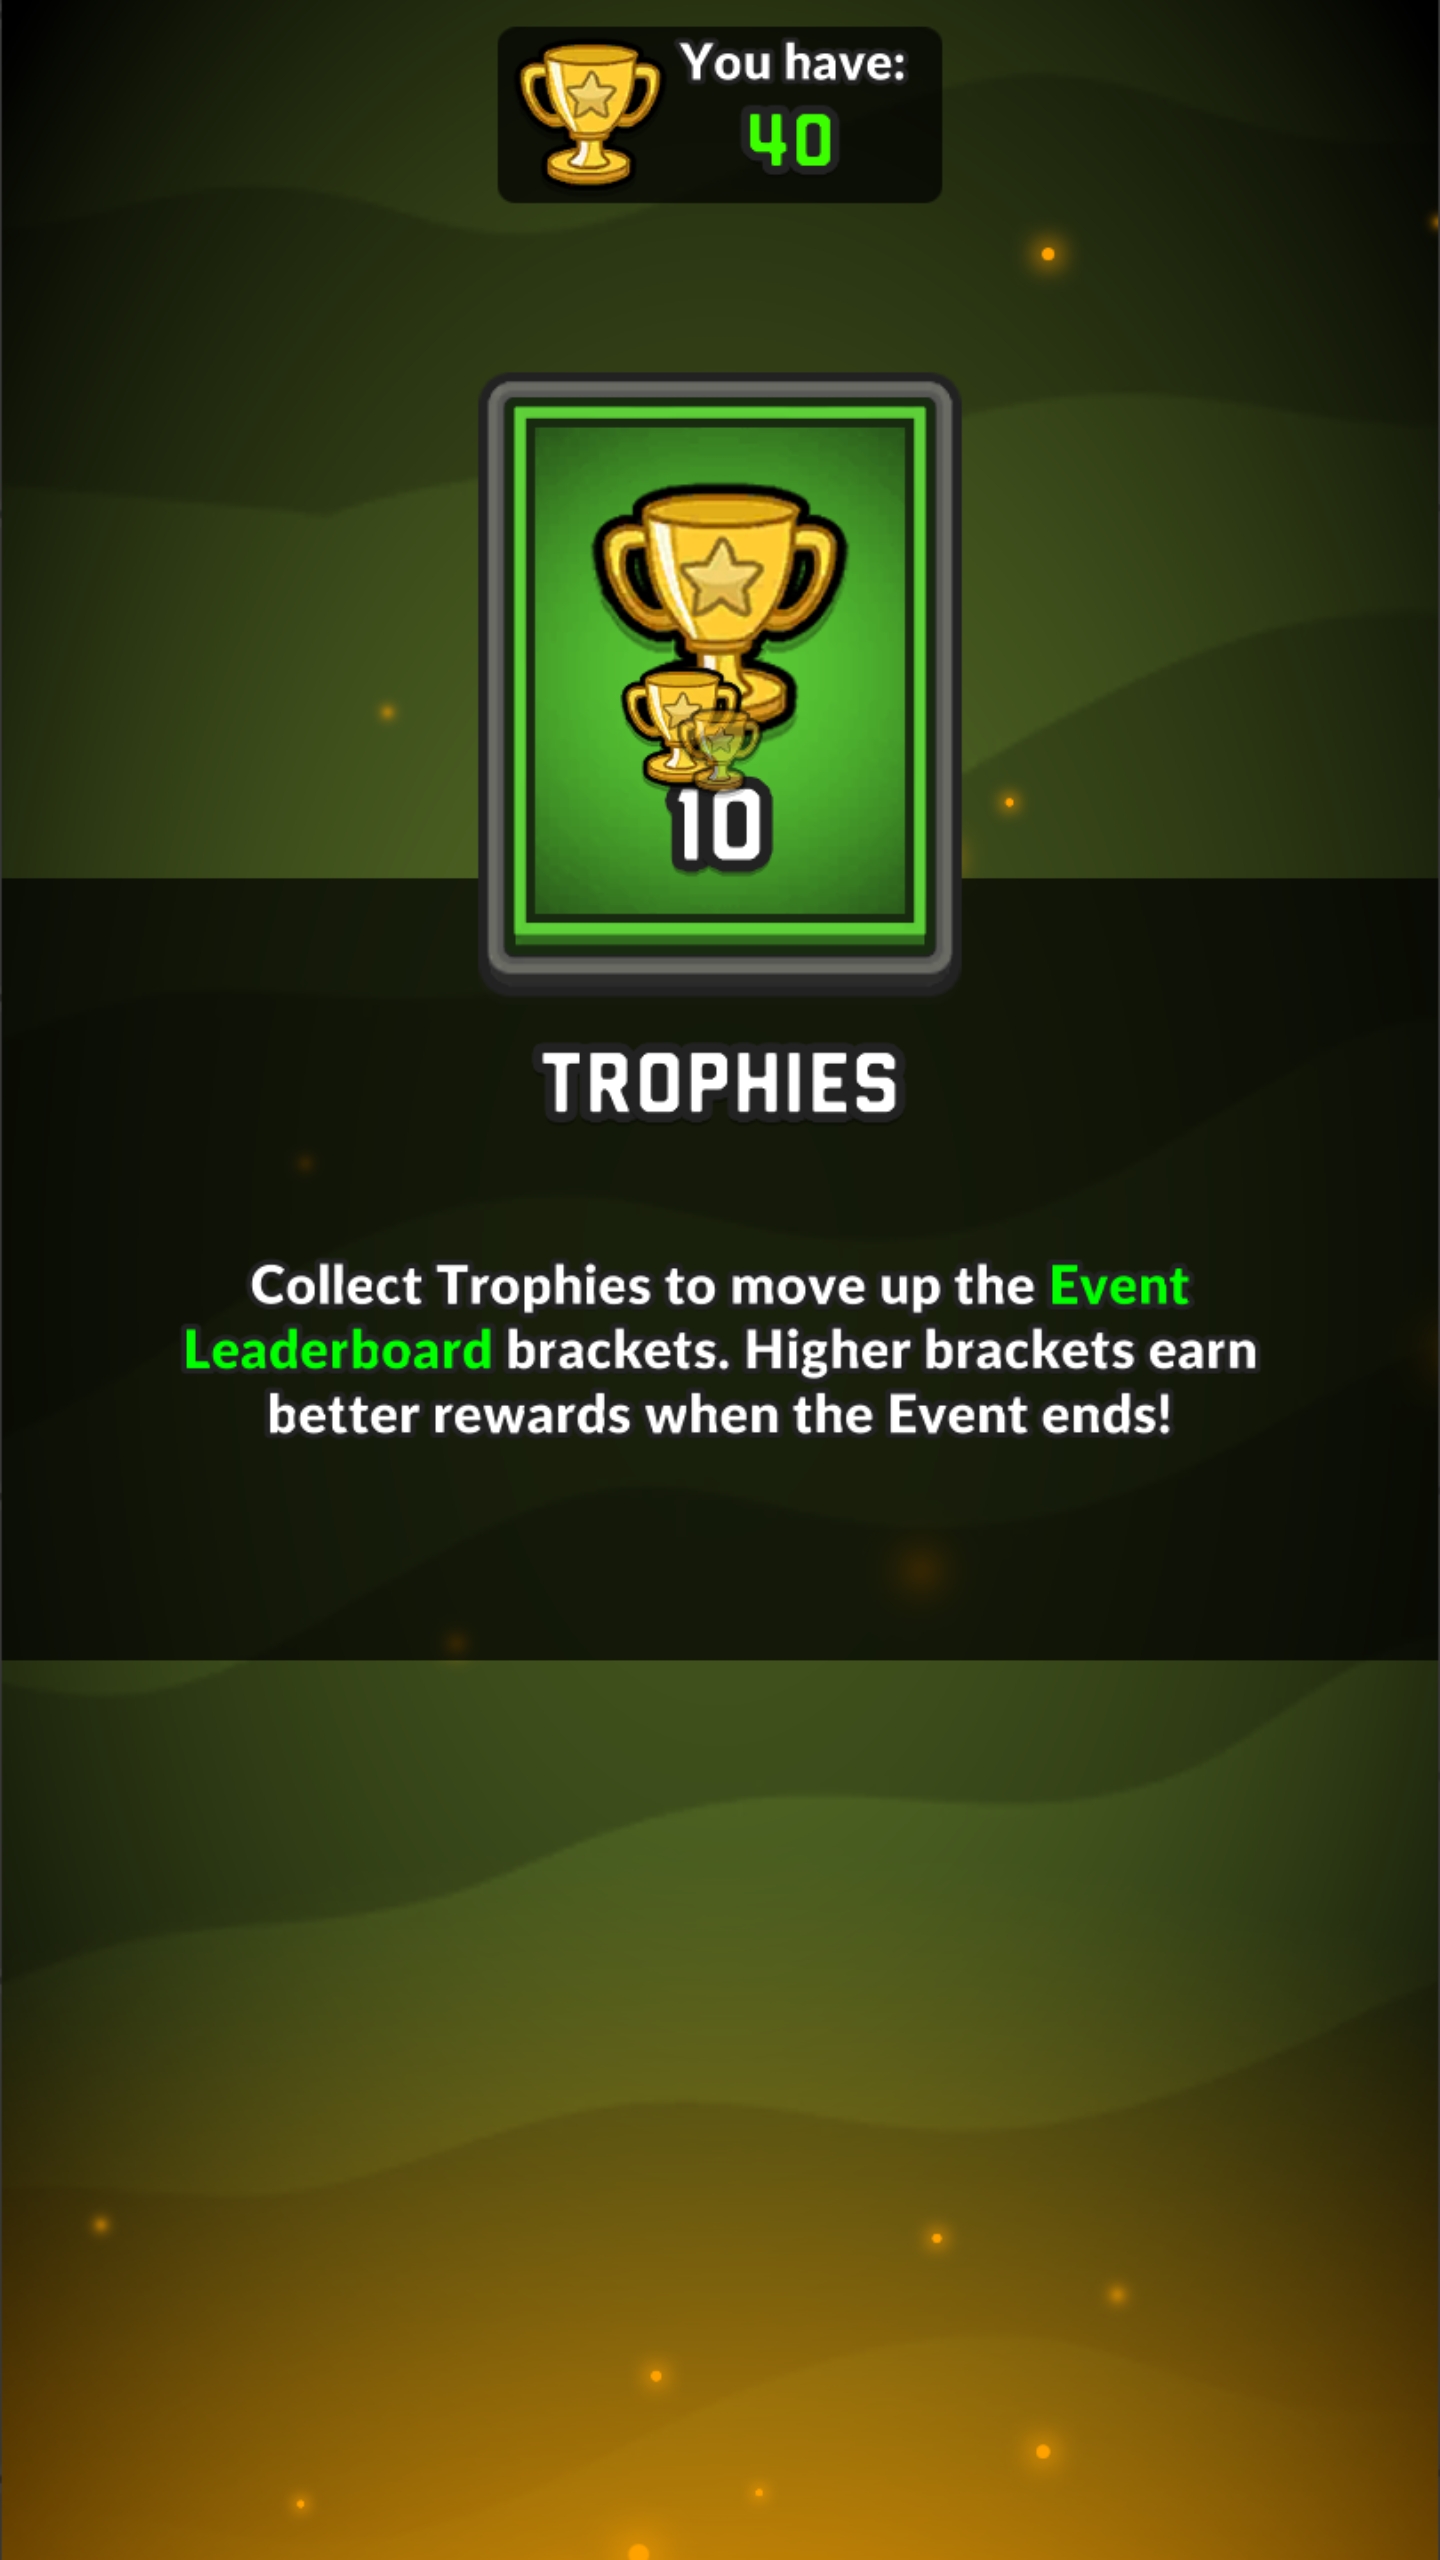 You have:
40
10
TROPHIES
Collect Trophies to move up the Event
Leaderboard brackets. Higher brackets earn
better rewards when the Event ends!